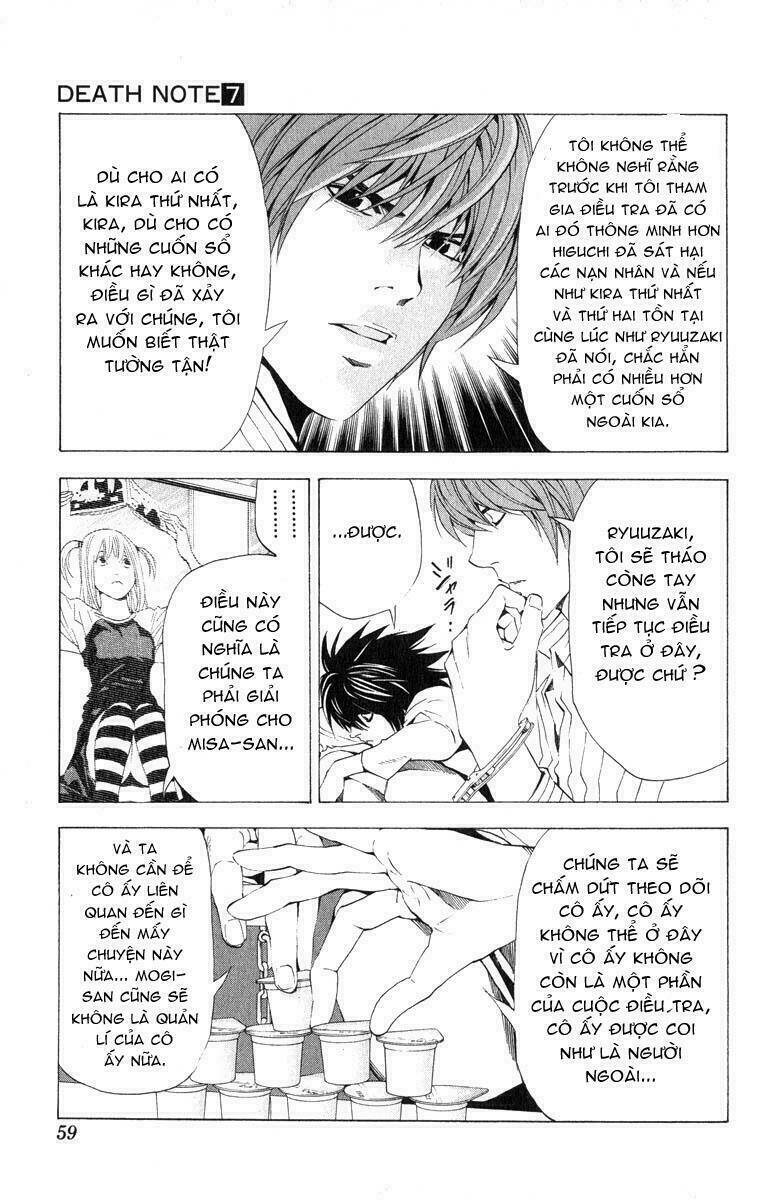 DEATH NOTE 7
TÔI KHÔNG THỂ
KHÔNG NGHĨ RẰNG
TRƯỚC KHI TÔI THAM
GIA ĐIỀU TRA ĐÃ CÓ
AI ĐÓ THÔNG MINH HƠN
HIGUCHI ĐÃ SÁT HẠI
CÁC NẠN NHÂN VÀ NẾU
NHƯ KIRA THỨ NHẤT
VÀ THỨ HAI TỒN TẠI
CÙNG LÚC NHƯ RYUUZAKI
ĐÃ NÓI, CHẮC HẲN
PHẢI CÓ NHIỀU HƠN
MỘT CUỐN SỔ
NGOÀI KIA.
DÙ CHO AI CÓ
LÀ KIRA THỨ NHẤT,
KIRA, DÙ CHO CÓ
NHỮNG CUỐN SỔ
KHÁC HAY KHÔNG,
ĐIỀU GÌ ĐÃ XẢY
RA VỚI CHÚNG, TÔI
MUỐN BIẾT THẬT
TƯỜNG TẬN!
RYUUZAKI,
TÔI SẼ THÁO
CÒNG TAY
NHƯNG VẪN
TIẾP TỤC ĐIỀU
TRA Ở ĐÂY,
ĐƯỢC CHỨ?
...ĐƯỢC.
ĐIỀU NÀY
CŨNG CÓ
NGHĨA LÀ
CHÚNG TA
PHẢI GIẢI
PHÓNG CHO
MISA-SAN...
CHÚNG TA SẼ
CHẤM DỨT THEO DÕI
CÔ ẤY, CÔ ẤY
KHÔNG THỂ Ở ĐÂY
VÌ CÔ ẤY KHÔNG
CÒN LÀ MỘT PHẦN
CỦA CUỘC ĐIỀU TRA,
CÔ ẤY ĐƯỢC COI
NHƯ LÀ NGƯỜI
NGOÀI...
VÀ TA
KHÔNG CẦN ĐỂ
CÔ ẤY LIÊN
QUAN ĐẾN GÌ
ĐẾN MẤY
CHUYỆN NÀY
NỮA... MOGI-
SAN CŨNG SẼ
KHÔNG LÀ QUẢN
LÍ CỦA CÔ
ẤY NỮA.
59